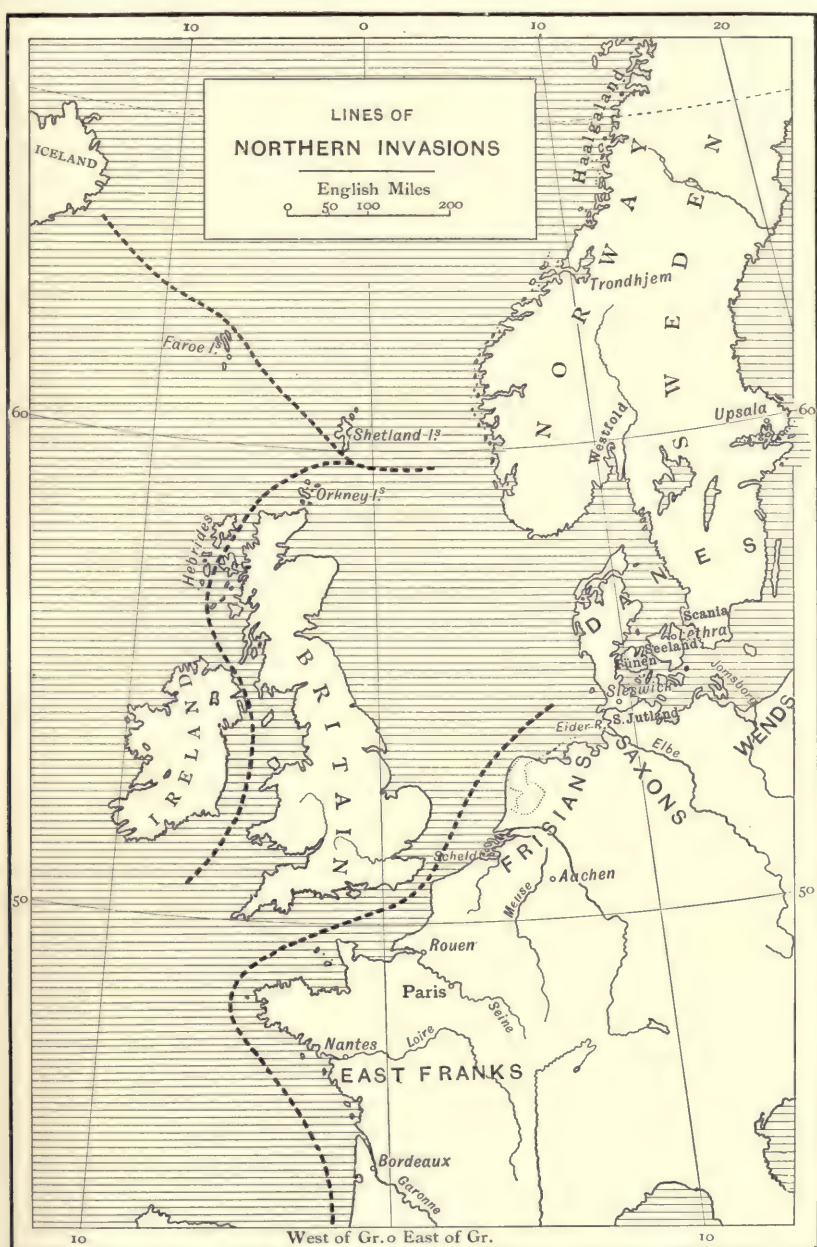 10 0 10 20
LINES OF
NORTHERN INVASIONS
English Miles
0 50 100 200
ICELAND
Haalgaland
NORWAY
SWEDEN
Trondhjem
Faroe Iˢ
60
60
Shetland Iˢ
Westfold
Upsala
Orkney Iˢ
Hebrides
DANES
Scania
Lethra
Seeland
Fünen
Sleswick
Jomsborg
S. Jutland
WENDS
Eider R.
IRELAND
BRITAIN
SAXONS
Elbe
FRISIANS
Scheldt
Meuse
Aachen
50
50
Rouen
Paris
Seine
Nantes
Loire
EAST FRANKS
Bordeaux
Garonne
10 West of Gr. 0 East of Gr. 10